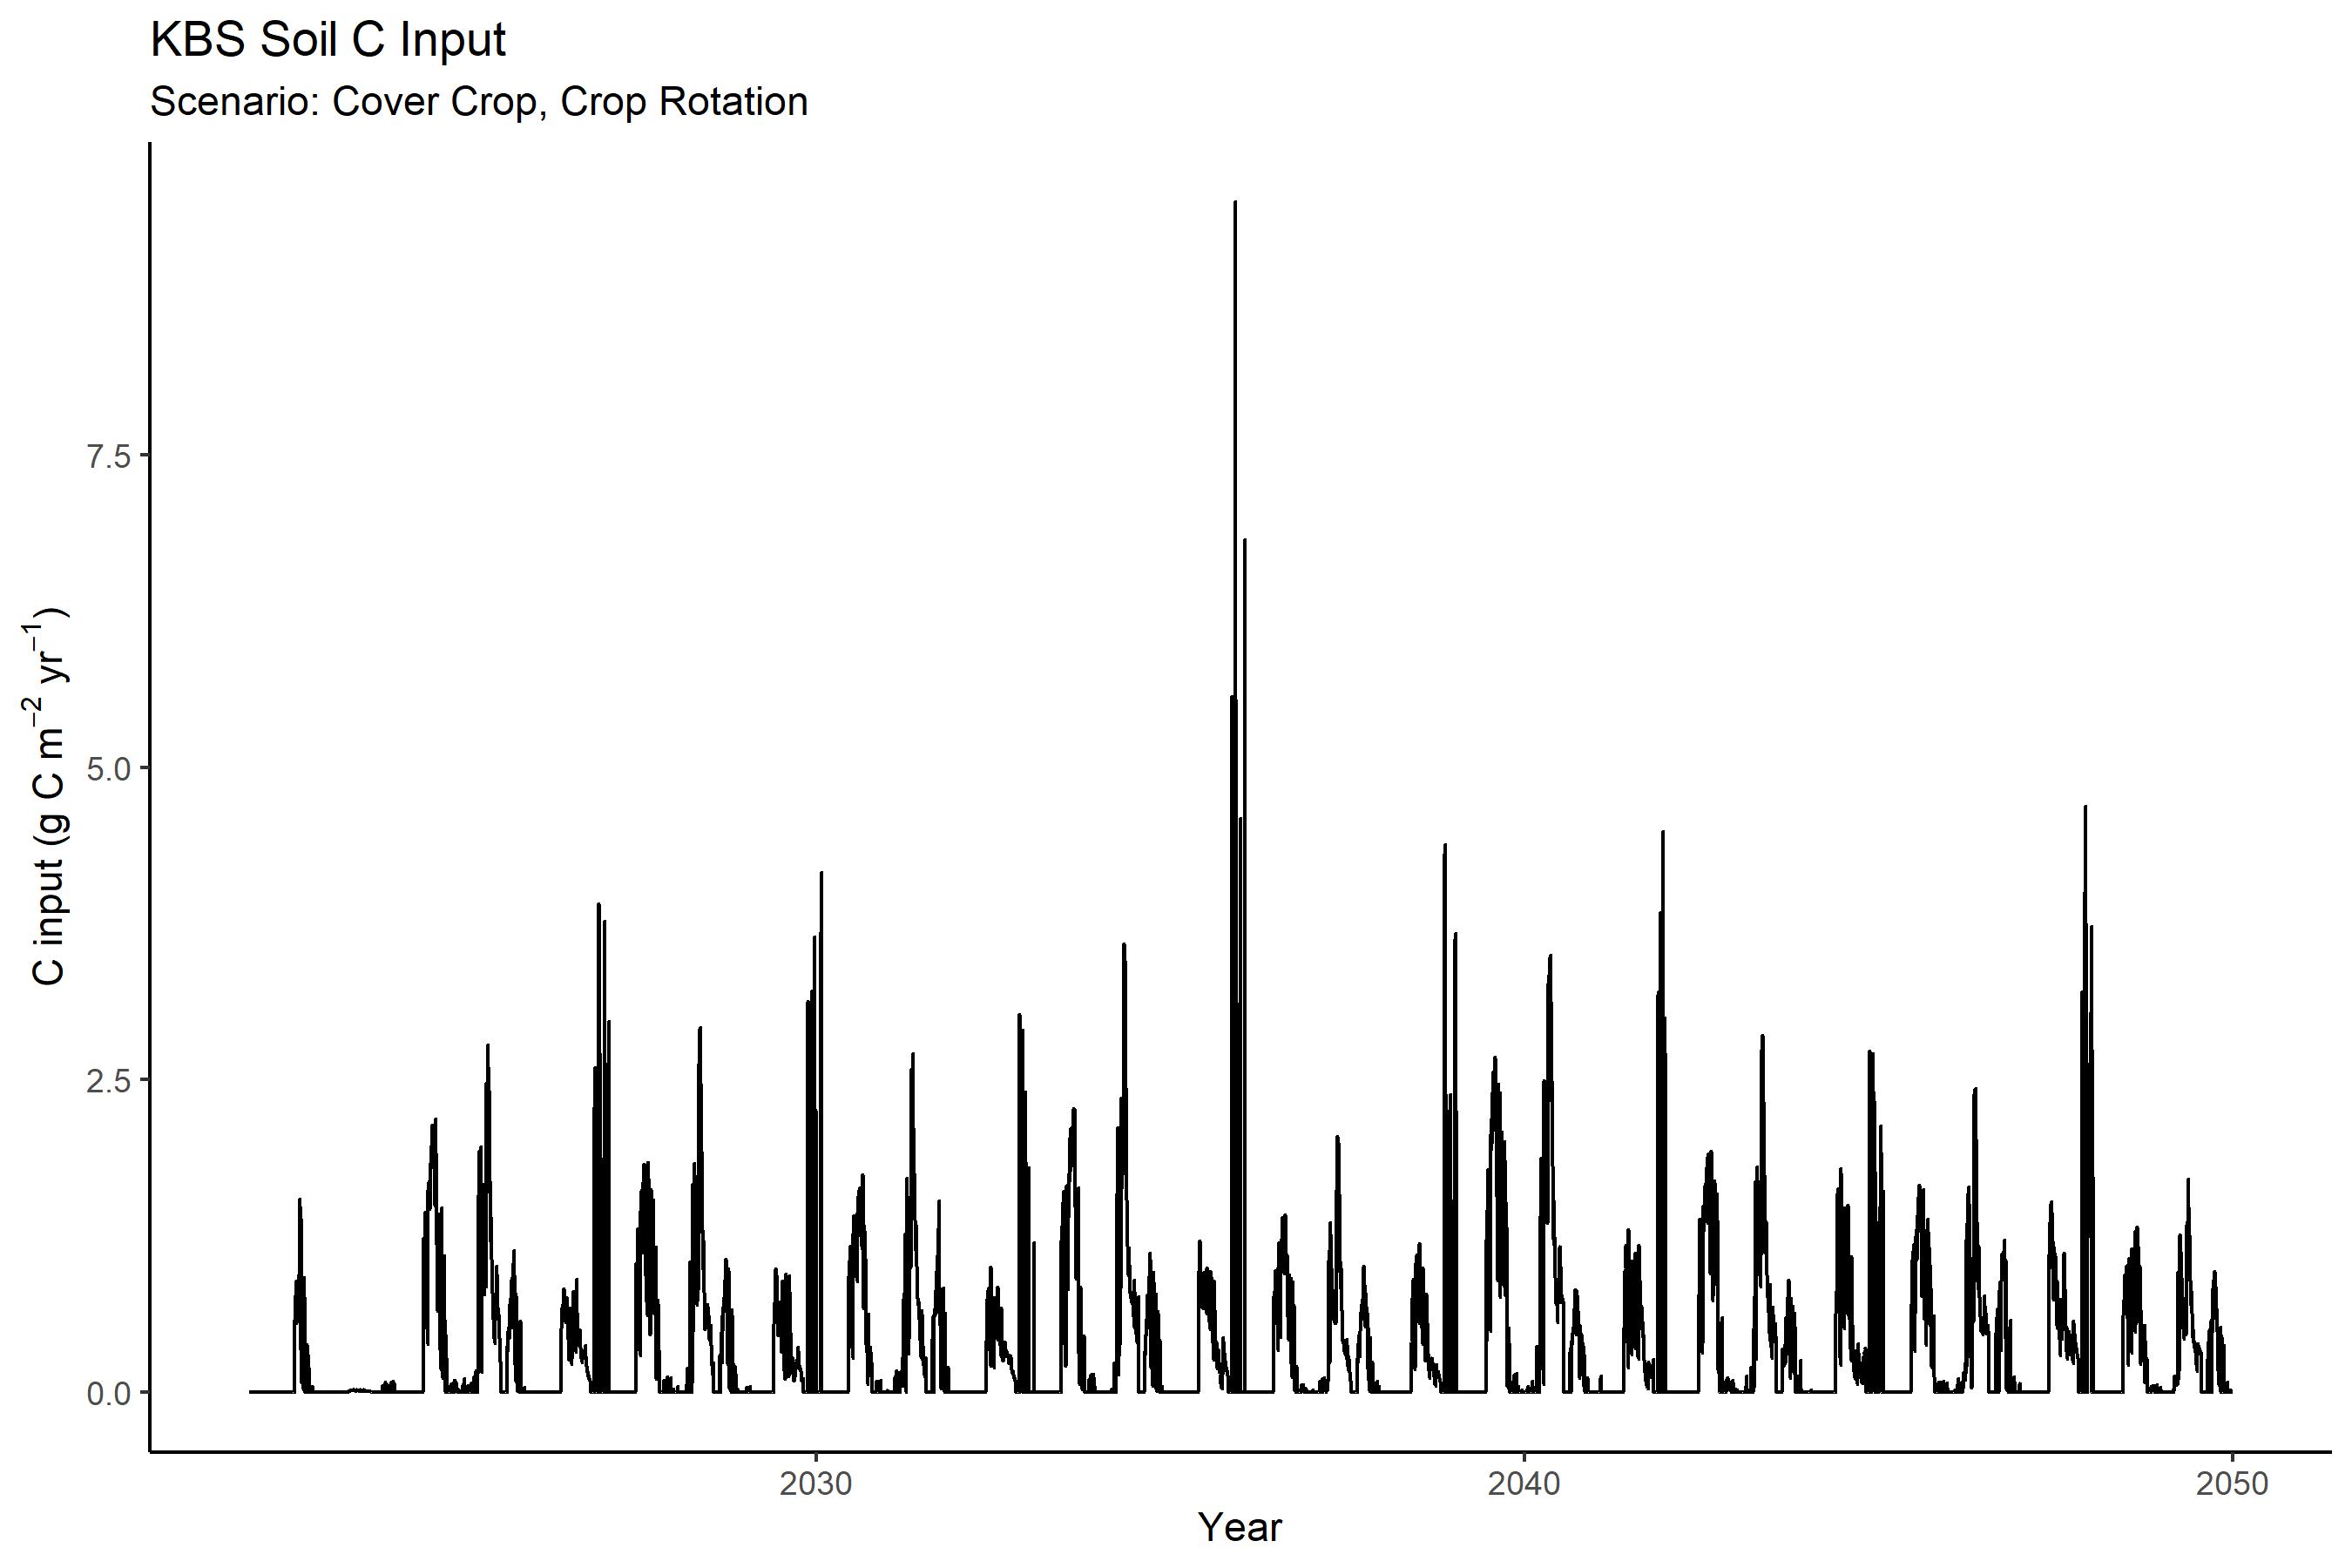 KBS Soil C Input
Scenario: Cover Crop, Crop Rotation
C input (g C m⁻² yr⁻¹)
7.5
5.0
2.5
0.0
2030
2040
2050
Year